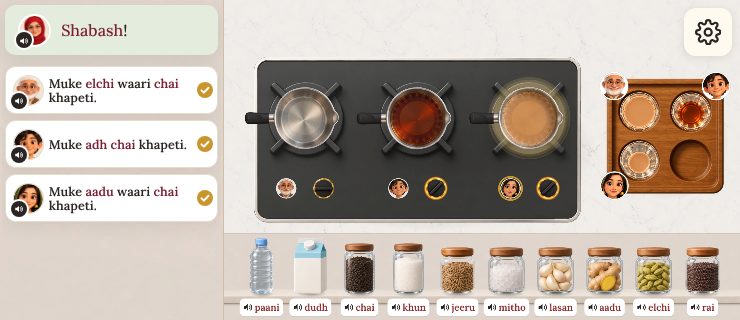 Shabash!
Muke elchi waari chai
khapeti.
Muke adh chai khapeti.
Muke aadu waari chai
khapeti.
paani
dudh
chai
khun
jeeru
mitho
lasan
aadu
elchi
rai